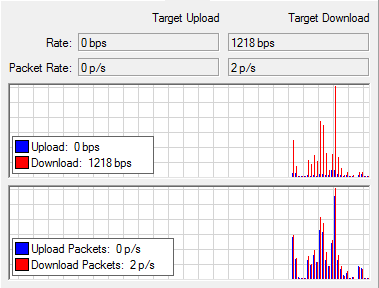 Target Upload Target Download
Rate: 0 bps 1218 bps
Packet Rate: 0 p/s 2 p/s
Upload: 0 bps
Download: 1218 bps
Upload Packets: 0 p/s
Download Packets: 2 p/s